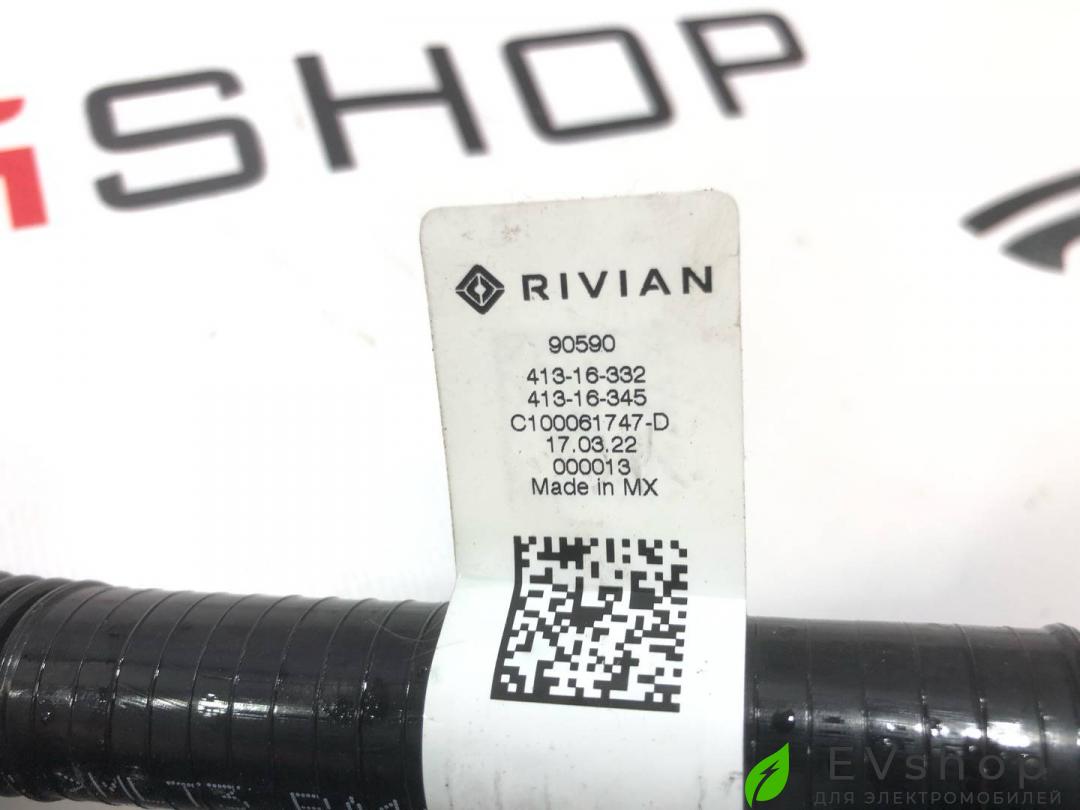 iSHOP
RIVIAN
90590
413-16-332
413-16-345
C100061747-D
17.03.22
000013
Made in MX
EVshop
ДЛЯ ЭЛЕКТРОМОБИЛЕЙ